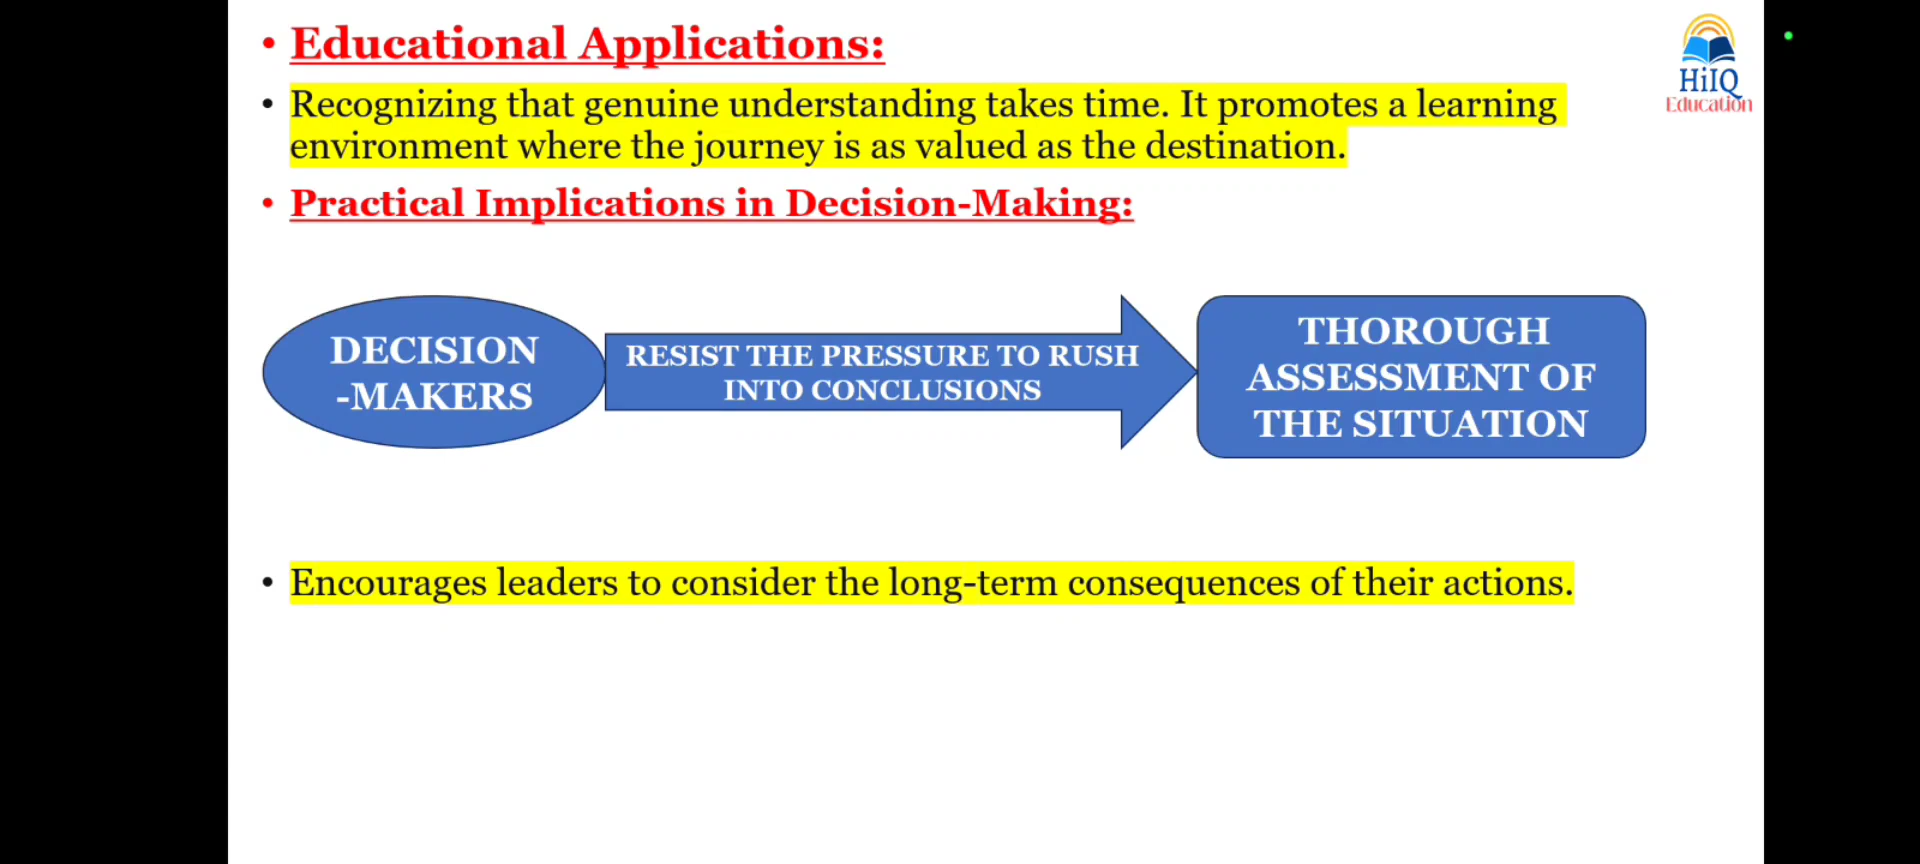 • Educational Applications:
HiIQ
Education
• Recognizing that genuine understanding takes time. It promotes a learning
environment where the journey is as valued as the destination.
• Practical Implications in Decision-Making:
DECISION
-MAKERS
RESIST THE PRESSURE TO RUSH
INTO CONCLUSIONS
THOROUGH
ASSESSMENT OF
THE SITUATION
• Encourages leaders to consider the long-term consequences of their actions.